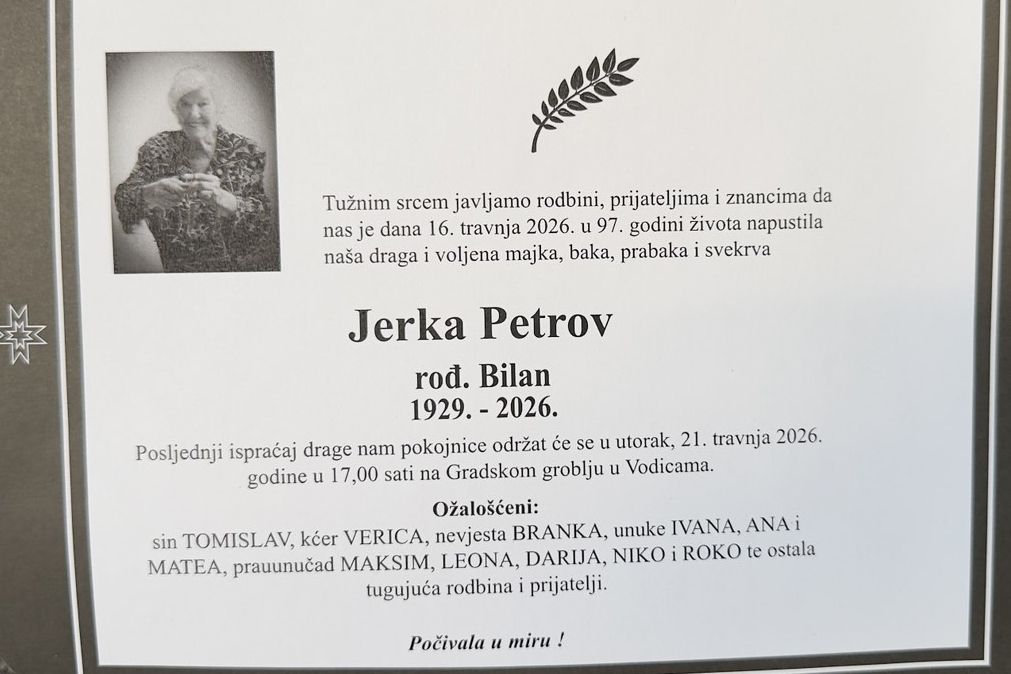 Tužnim srcem javljamo rodbini, prijateljima i znancima da
nas je dana 16. travnja 2026. u 97. godini života napustila
naša draga i voljena majka, baka, prabaka i svekrva
Jerka Petrov
rođ. Bilan
1929. - 2026.
Posljednji ispraćaj drage nam pokojnice održat će se u utorak, 21. travnja 2026.
godine u 17,00 sati na Gradskom groblju u Vodicama.
Ožalošćeni:
sin TOMISLAV, kćer VERICA, nevjesta BRANKA, unuke IVANA, ANA i
MATEA, prauunučad MAKSIM, LEONA, DARIJA, NIKO i ROKO te ostala
tugujuća rodbina i prijatelji.
Počivala u miru !